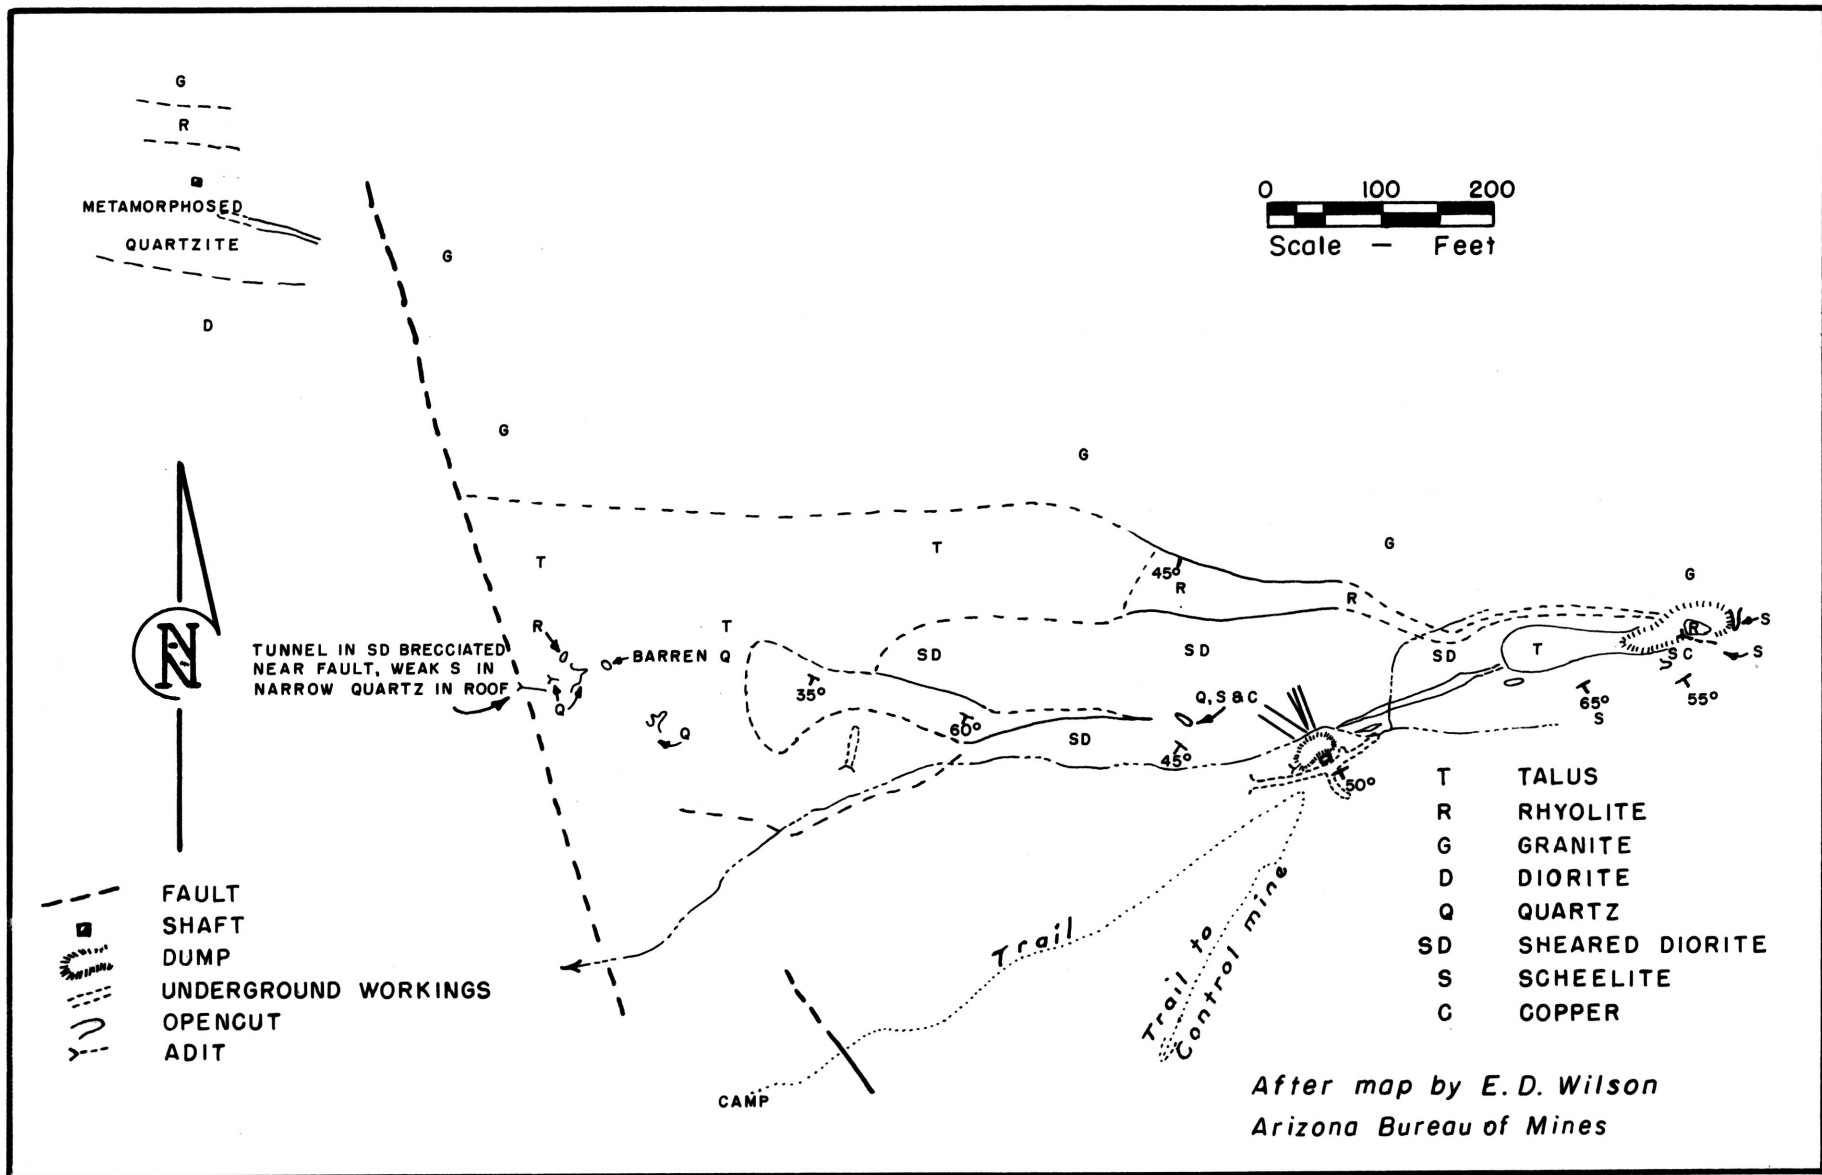 G
R
METAMORPHOSED
QUARTZITE
D
G
G
G
0 100 200
Scale — Feet
G
G
T
T
45°
R
R
N
TUNNEL IN SD BRECCIATED
NEAR FAULT, WEAK S IN
NARROW QUARTZ IN ROOF
R
BARREN Q
T
Q
Q
35°
SD
60°
SD
SD
45°
Q, S & C
SD
T
R
S
S C
S
65°
S
55°
50°
Trail
Trail to
Control mine
CAMP
FAULT
SHAFT
DUMP
UNDERGROUND WORKINGS
OPENCUT
ADIT
T TALUS
R RHYOLITE
G GRANITE
D DIORITE
Q QUARTZ
SD SHEARED DIORITE
S SCHEELITE
C COPPER
After map by E. D. Wilson
Arizona Bureau of Mines